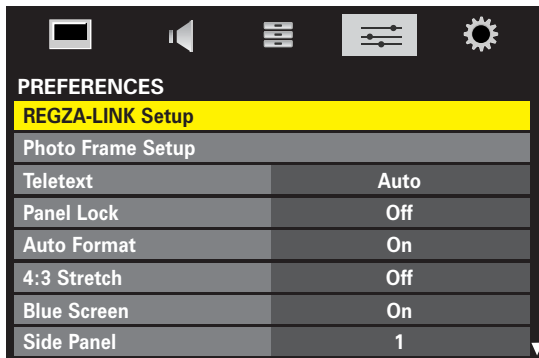 PREFERENCES
REGZA-LINK Setup
Photo Frame Setup
Teletext Auto
Panel Lock Off
Auto Format On
4:3 Stretch Off
Blue Screen On
Side Panel 1